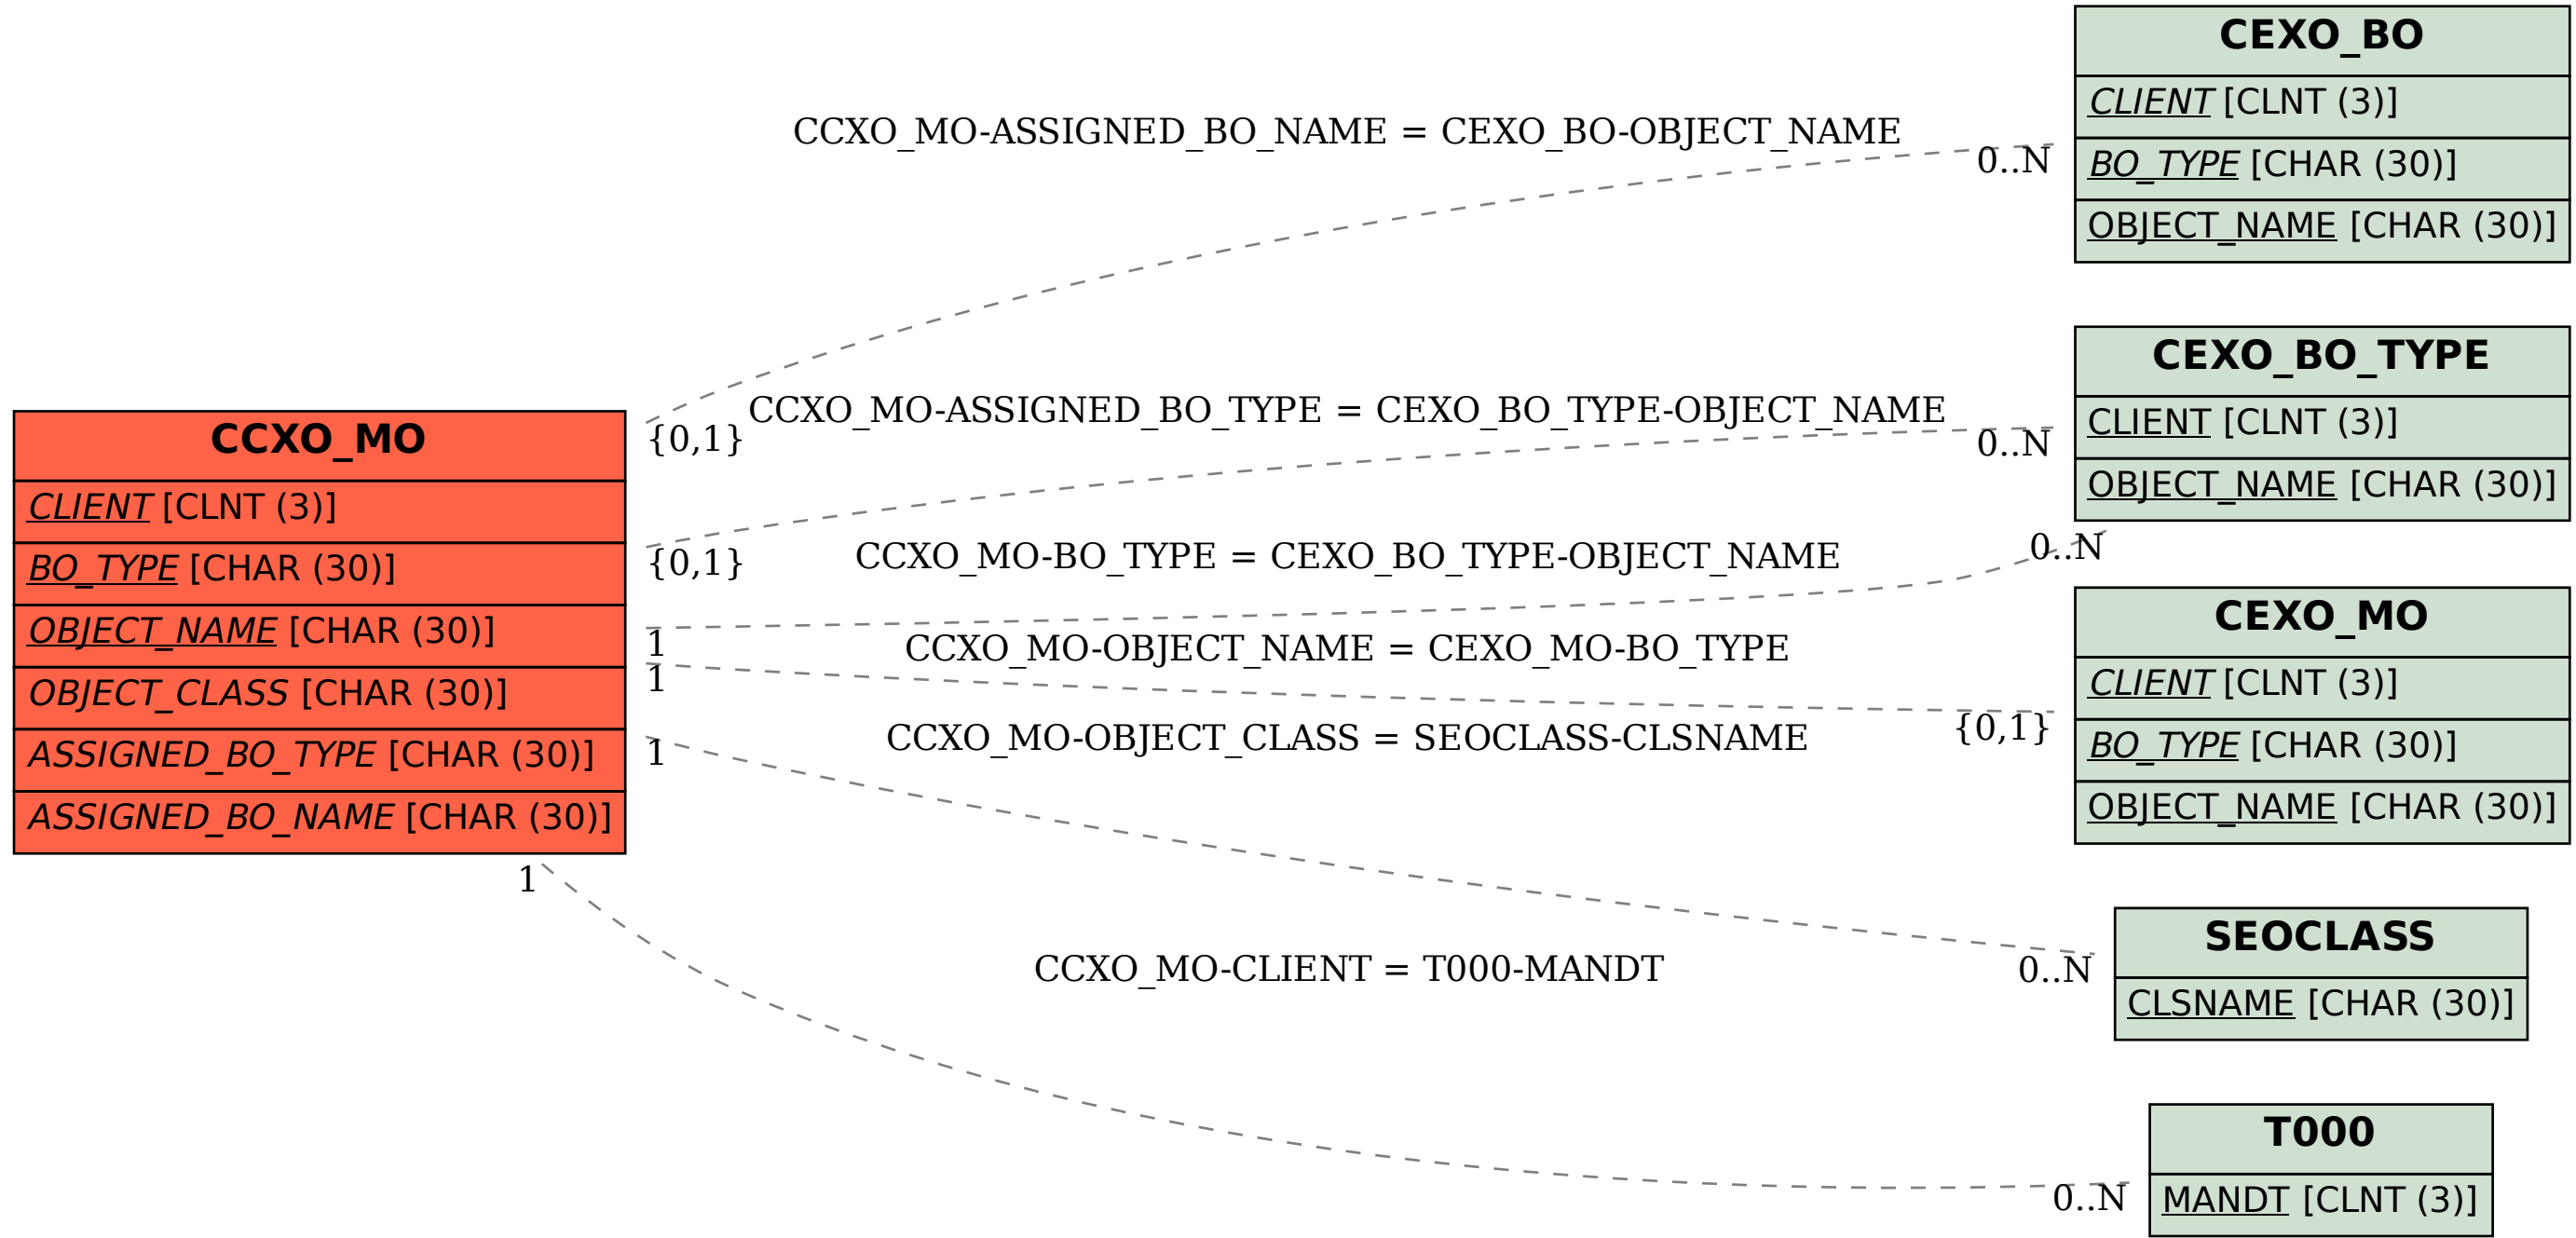 CCXO_MO
CLIENT [CLNT (3)]
BO_TYPE [CHAR (30)]
OBJECT_NAME [CHAR (30)]
OBJECT_CLASS [CHAR (30)]
ASSIGNED_BO_TYPE [CHAR (30)]
ASSIGNED_BO_NAME [CHAR (30)]
CCXO_MO-ASSIGNED_BO_NAME = CEXO_BO-OBJECT_NAME
{0,1}
0..N
CCXO_MO-ASSIGNED_BO_TYPE = CEXO_BO_TYPE-OBJECT_NAME
{0,1}
0..N
CCXO_MO-BO_TYPE = CEXO_BO_TYPE-OBJECT_NAME
1
0..N
CCXO_MO-OBJECT_NAME = CEXO_MO-BO_TYPE
1
{0,1}
CCXO_MO-OBJECT_CLASS = SEOCLASS-CLSNAME
1
0..N
CCXO_MO-CLIENT = T000-MANDT
1
0..N
CEXO_BO
CLIENT [CLNT (3)]
BO_TYPE [CHAR (30)]
OBJECT_NAME [CHAR (30)]
CEXO_BO_TYPE
CLIENT [CLNT (3)]
OBJECT_NAME [CHAR (30)]
CEXO_MO
CLIENT [CLNT (3)]
BO_TYPE [CHAR (30)]
OBJECT_NAME [CHAR (30)]
SEOCLASS
CLSNAME [CHAR (30)]
T000
MANDT [CLNT (3)]